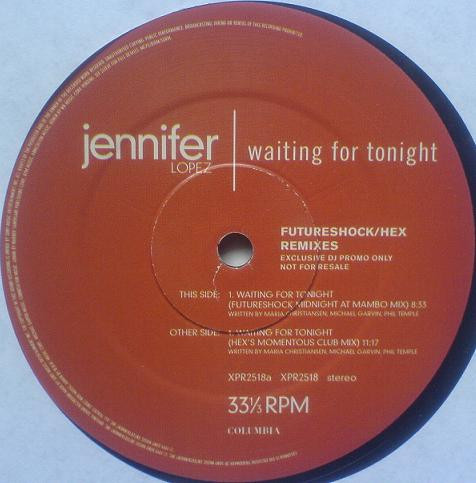 jennifer
LOPEZ
waiting for tonight
FUTURESHOCK/HEX
REMIXES
EXCLUSIVE DJ PROMO ONLY
NOT FOR RESALE
THIS SIDE: 1. WAITING FOR TONIGHT
(FUTURESHOCK MIDNIGHT AT MAMBO MIX) 8:33
WRITTEN BY MARIA CHRISTIANSEN, MICHAEL GARVIN, PHIL TEMPLE
OTHER SIDE: 1. WAITING FOR TONIGHT
(HEX'S MOMENTOUS CLUB MIX) 11:17
WRITTEN BY MARIA CHRISTIANSEN, MICHAEL GARVIN, PHIL TEMPLE
XPR2518a XPR2518 stereo
33⅓ RPM
COLUMBIA